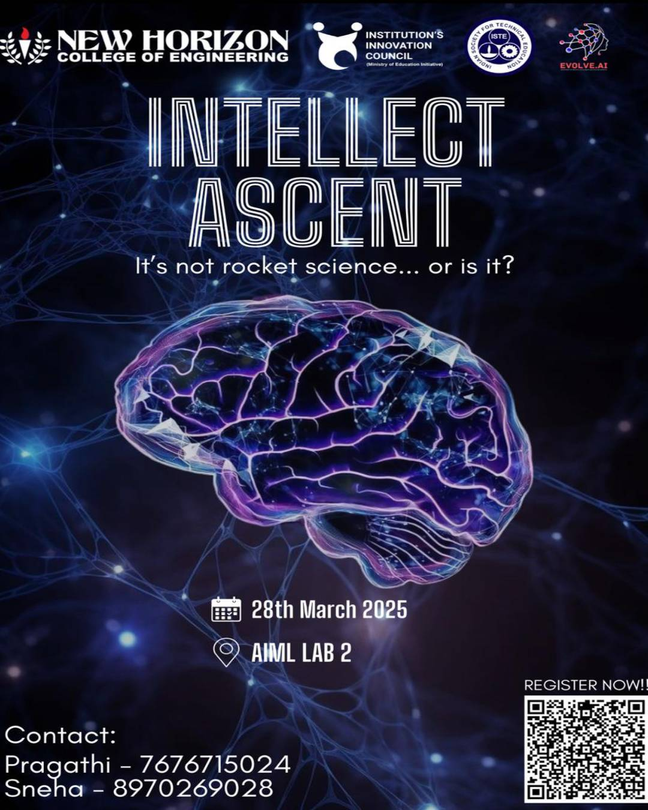 NEW HORIZON
COLLEGE OF ENGINEERING
INSTITUTION'S
INNOVATION
COUNCIL
(Ministry of Education Initiative)
INDIAN SOCIETY FOR TECHNICAL EDUCATION
ISTE
EVOLVE.AI
INTELLECT
ASCENT
It's not rocket science... or is it?
28th March 2025
AIML LAB 2
REGISTER NOW!!
Contact:
Pragathi - 7676715024
Sneha - 8970269028